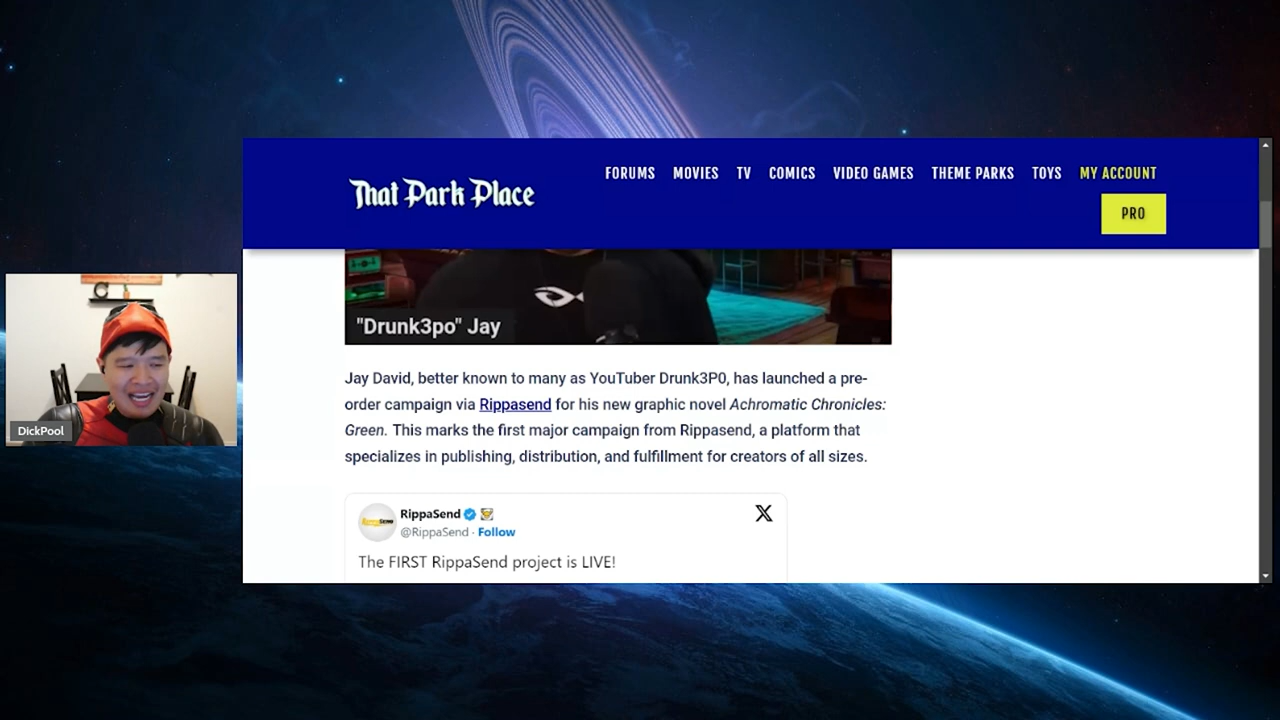 FORUMS MOVIES TV COMICS VIDEO GAMES THEME PARKS TOYS MY ACCOUNT
That Park Place
PRO
"Drunk3po" Jay
Jay David, better known to many as YouTuber Drunk3P0, has launched a pre-
order campaign via Rippasend for his new graphic novel Achromatic Chronicles:
Green. This marks the first major campaign from Rippasend, a platform that
specializes in publishing, distribution, and fulfillment for creators of all sizes.
DickPool
RippaSend
@RippaSend · Follow
The FIRST RippaSend project is LIVE!